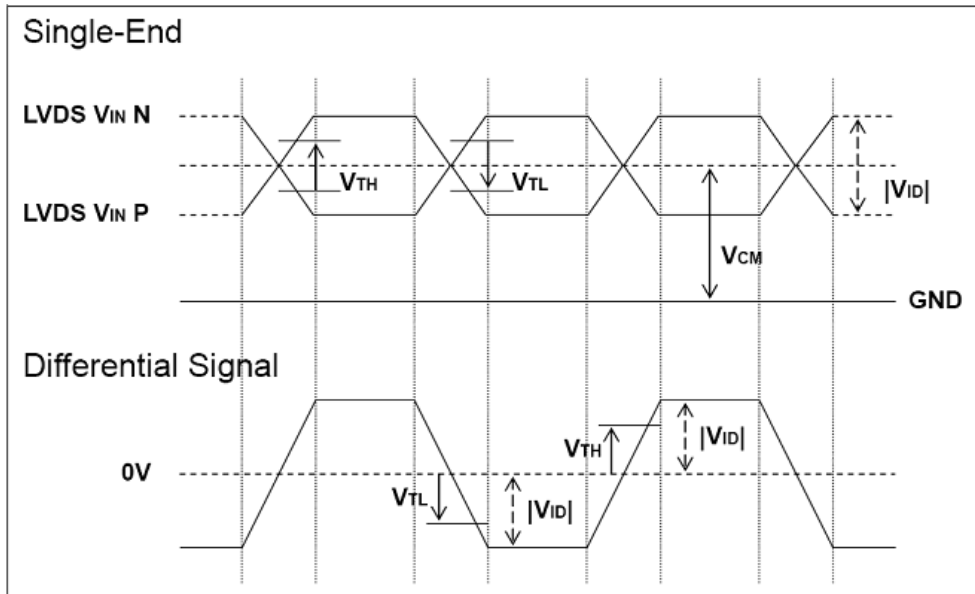 Single-End
LVDS VIN N
VTH
VTL
|VID|
LVDS VIN P
VCM
GND
Differential Signal
VTH
|VID|
0V
VTL
|VID|